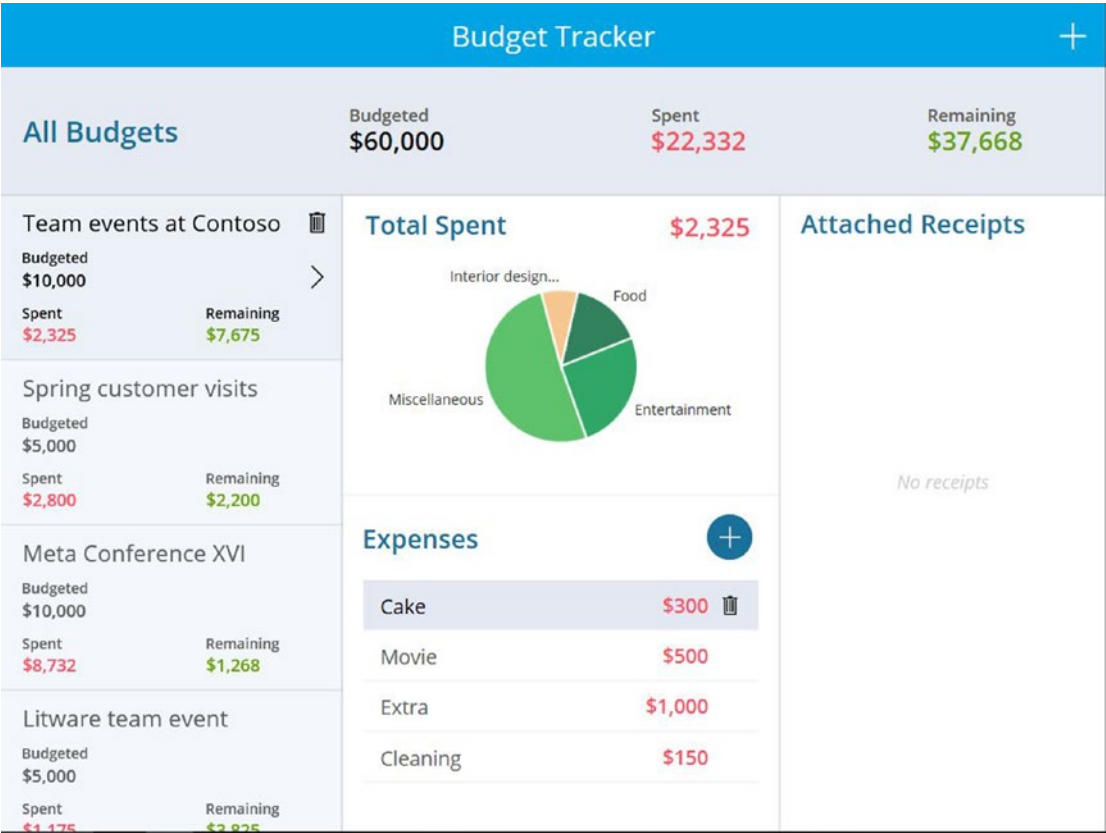 Budget Tracker
All Budgets
Budgeted
$60,000
Spent
$22,332
Remaining
$37,668
Team events at Contoso
Budgeted
$10,000
Spent Remaining
$2,325 $7,675
Spring customer visits
Budgeted
$5,000
Spent Remaining
$2,800 $2,200
Meta Conference XVI
Budgeted
$10,000
Spent Remaining
$8,732 $1,268
Litware team event
Budgeted
$5,000
Spent Remaining
$1,175 $3,825
Total Spent $2,325
Interior design...
Food
Miscellaneous
Entertainment
Expenses
Cake $300
Movie $500
Extra $1,000
Cleaning $150
Attached Receipts
No receipts